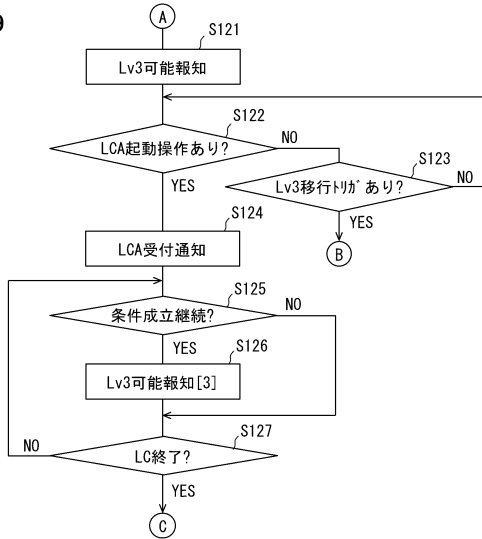 9
A
S121
Lv3可能報知
S122
LCA起動操作あり?
NO
S123
YES
Lv3移行トリガあり?
NO
YES
B
S124
LCA受付通知
S125
条件成立継続?
NO
YES
S126
Lv3可能報知[3]
S127
NO
LC終了?
YES
C